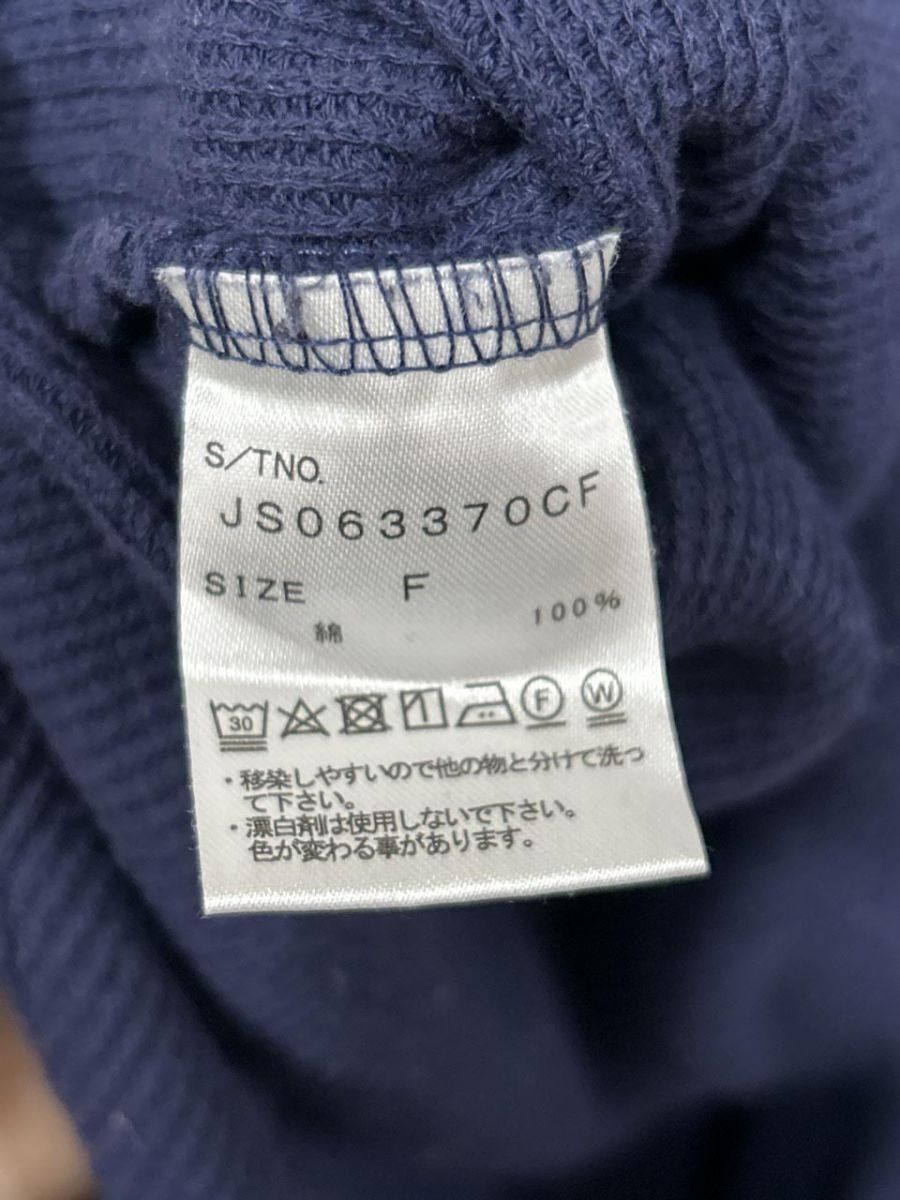 S/TNO.
JS063370CF
SIZE F
綿 100%
30 F W
・移染しやすいので他の物と分けて洗っ
て下さい。
・漂白剤は使用しないで下さい。
色が変わる事があります。